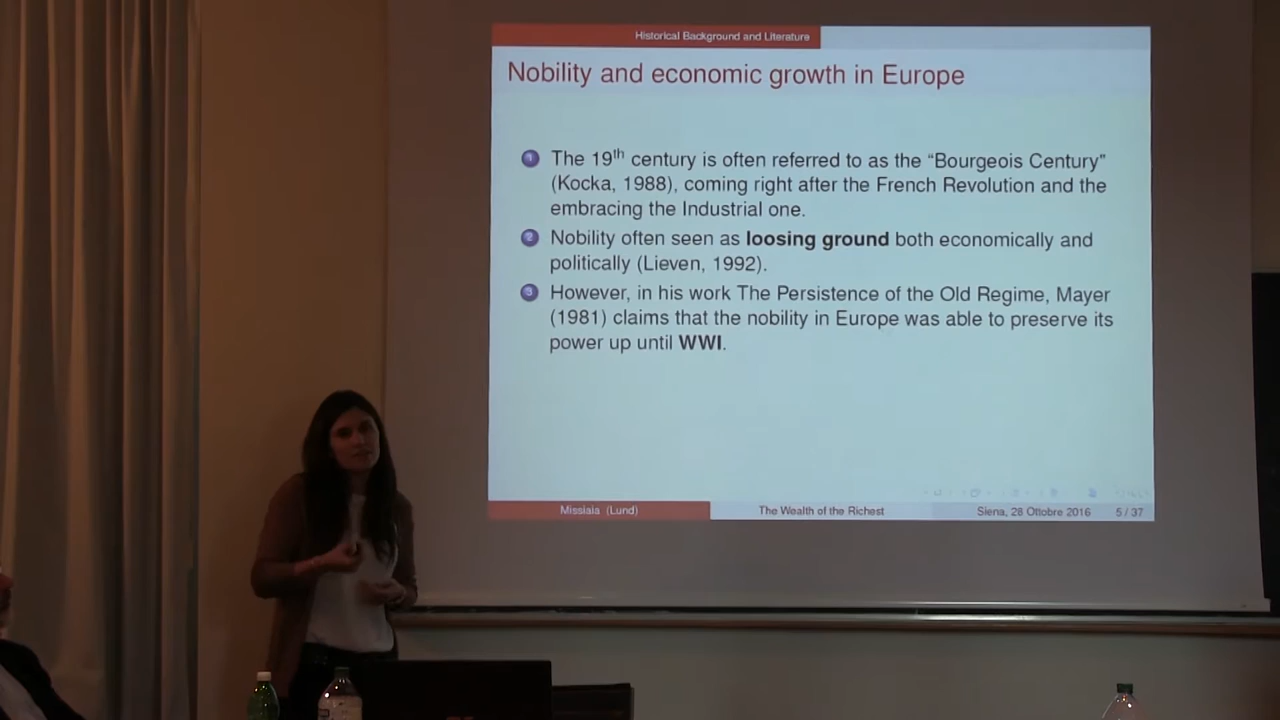 Historical Background and Literature
Nobility and economic growth in Europe
1 The 19th century is often referred to as the “Bourgeois Century”
(Kocka, 1988), coming right after the French Revolution and the
embracing the Industrial one.
2 Nobility often seen as loosing ground both economically and
politically (Lieven, 1992).
3 However, in his work The Persistence of the Old Regime, Mayer
(1981) claims that the nobility in Europe was able to preserve its
power up until WWI.
Missiaia (Lund) The Wealth of the Richest Siena, 28 Ottobre 2016 5 / 37